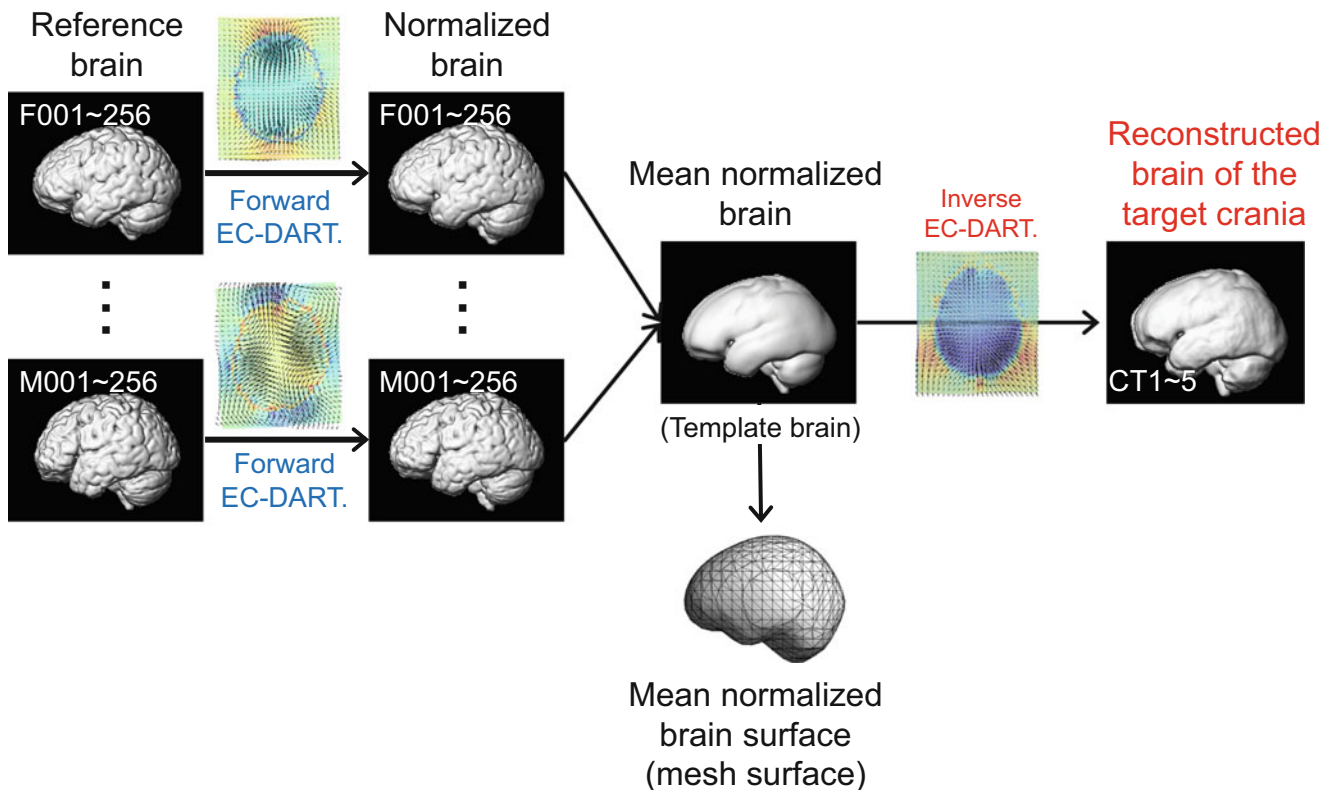 Reference
brain
F001~256
Forward
EC-DART.
Normalized
brain
F001~256
M001~256
Forward
EC-DART.
M001~256
Mean normalized
brain
(Template brain)
Inverse
EC-DART.
Reconstructed
brain of the
target crania
CT1~5
Mean normalized
brain surface
(mesh surface)